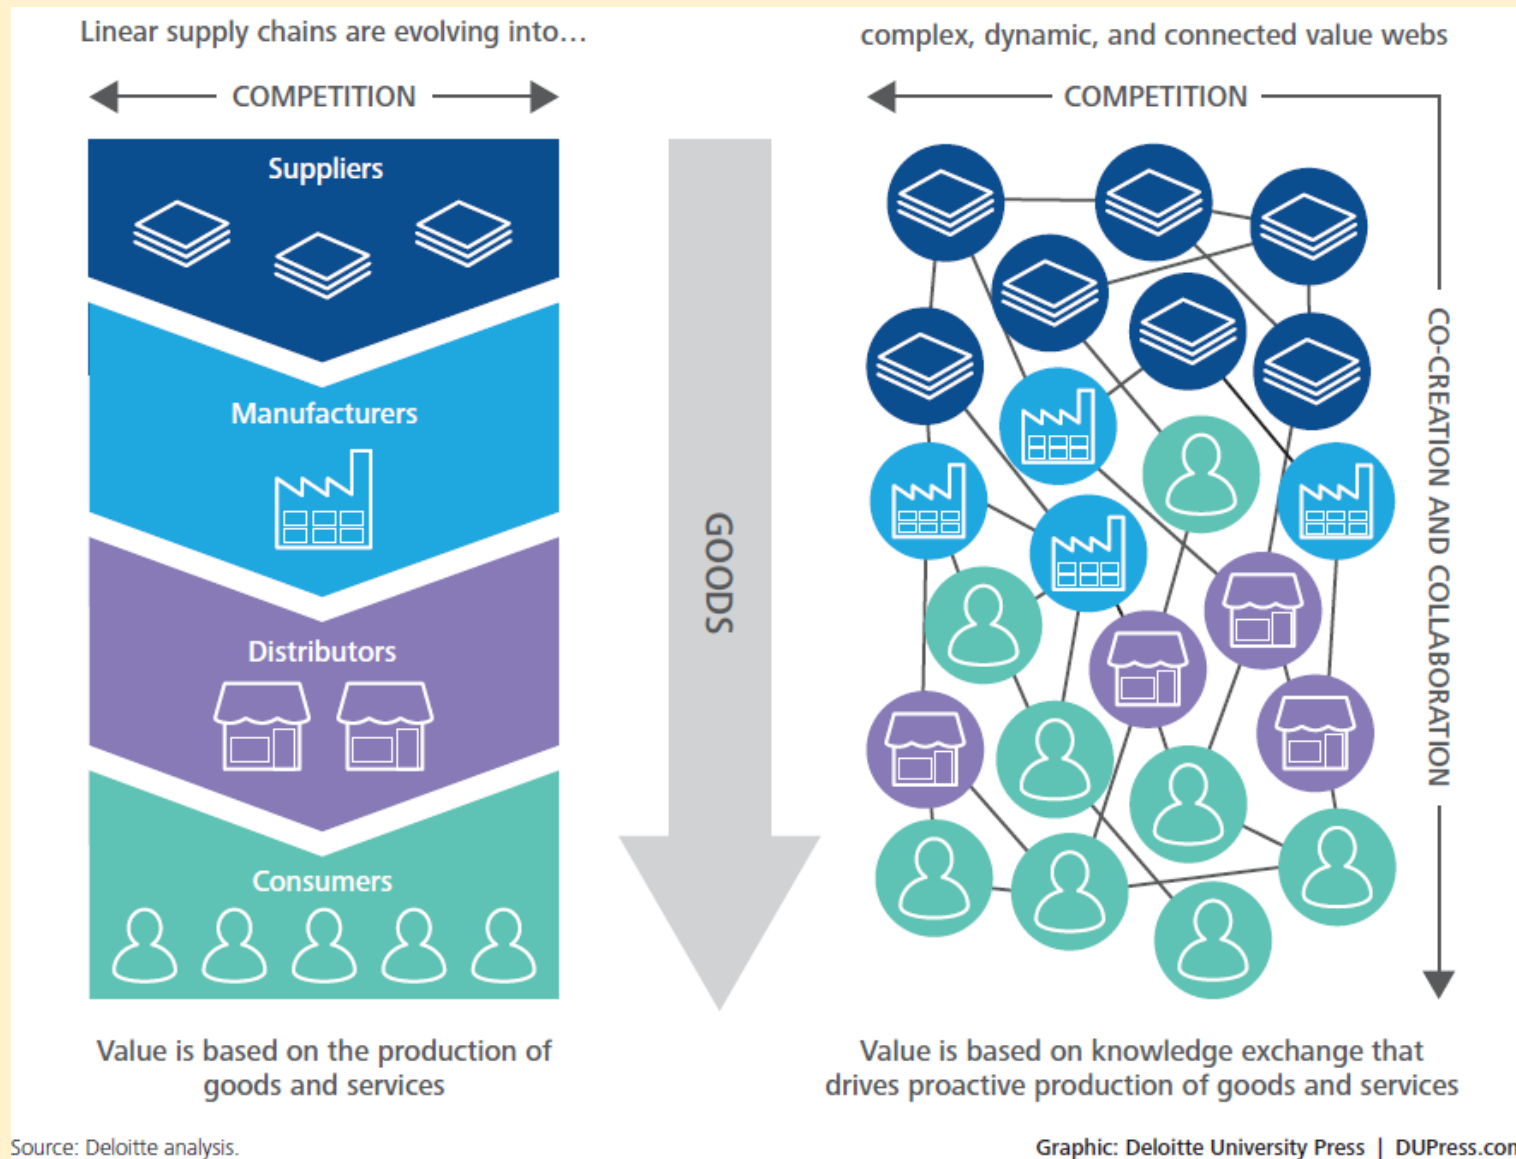 Linear supply chains are evolving into…
complex, dynamic, and connected value webs
COMPETITION
COMPETITION
Suppliers
Manufacturers
Distributors
Consumers
GOODS
CO-CREATION AND COLLABORATION
Value is based on the production of
goods and services
Value is based on knowledge exchange that
drives proactive production of goods and services
Source: Deloitte analysis.
Graphic: Deloitte University Press | DUPress.com